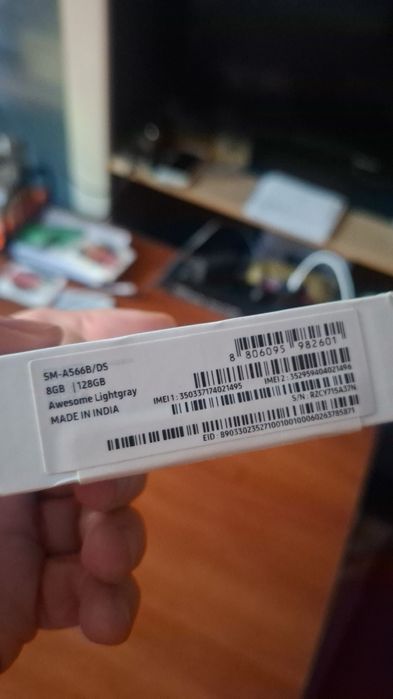 SM-A566B/DS
8GB | 128GB
Awesome Lightgray
MADE IN INDIA
8 806095 982601
IMEI 1 : 350337174021495
IMEI 2 : 352959404021496
S/N : RZCY715A37N
EID : 89033023527100100100060263785871